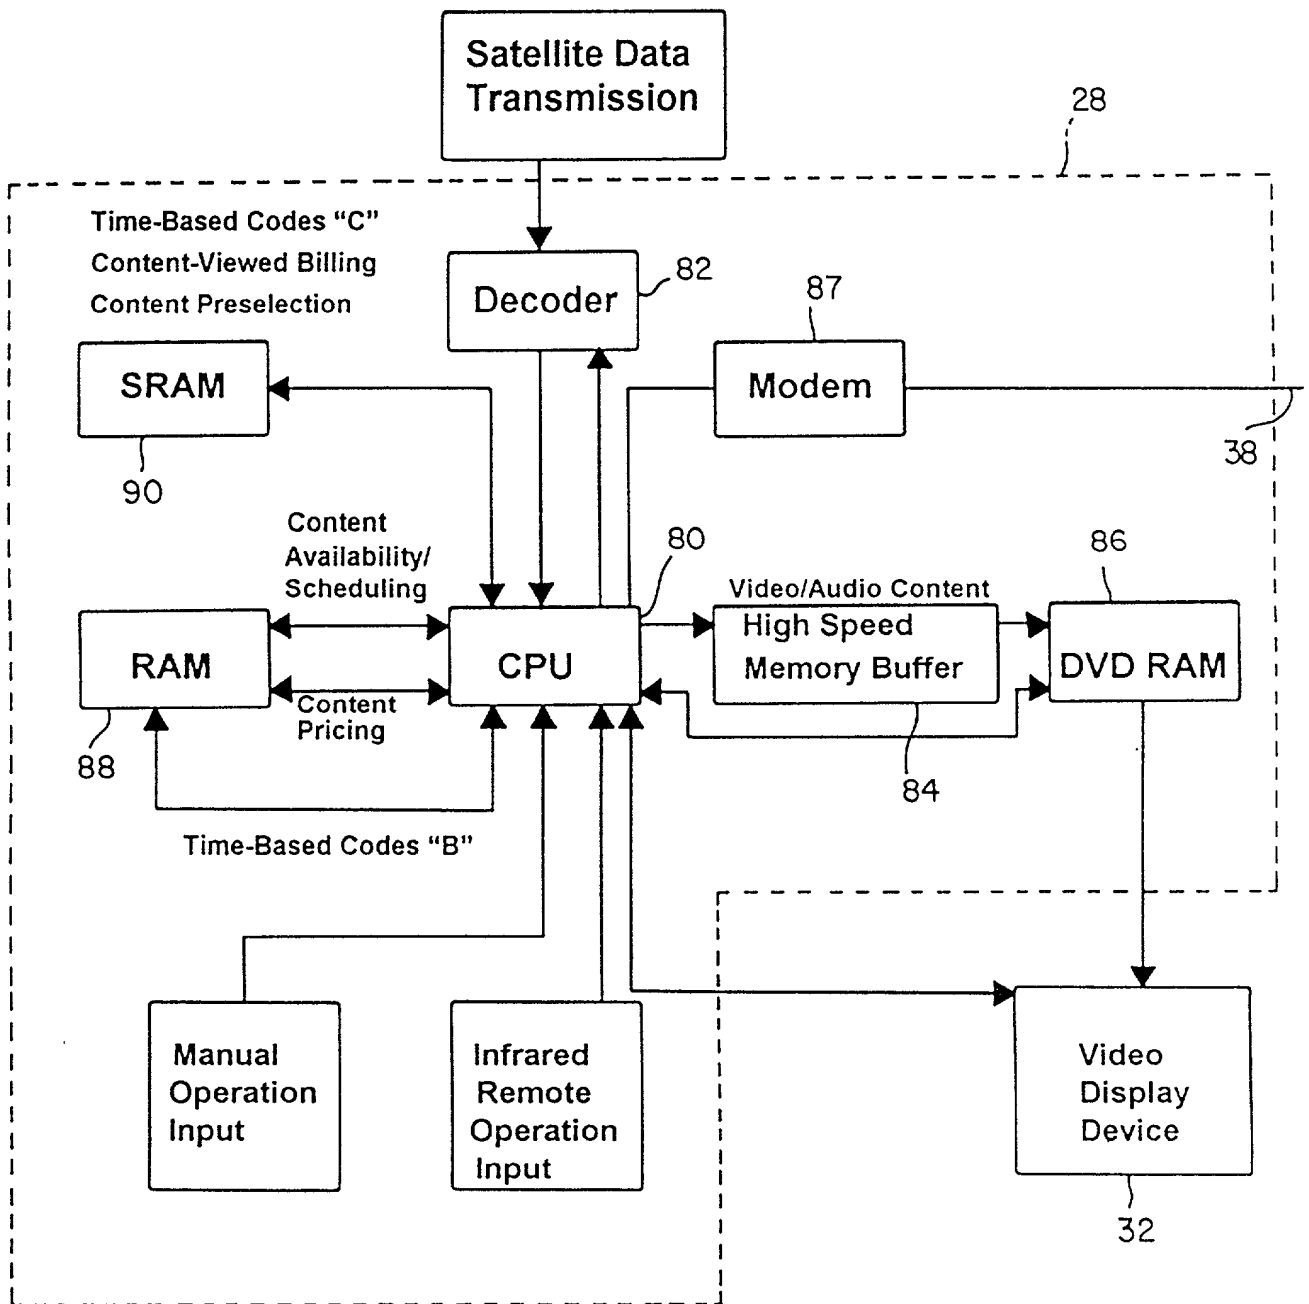 Satellite Data
Transmission
28
Time-Based Codes “C”
Content-Viewed Billing
Content Preselection
Decoder
82
87
SRAM
Modem
90
38
Content
Availability/
Scheduling
80
86
Video/Audio Content
RAM
CPU
High Speed
Memory Buffer
DVD RAM
Content
Pricing
88
84
Time-Based Codes “B”
Manual
Operation
Input
Infrared
Remote
Operation
Input
Video
Display
Device
32